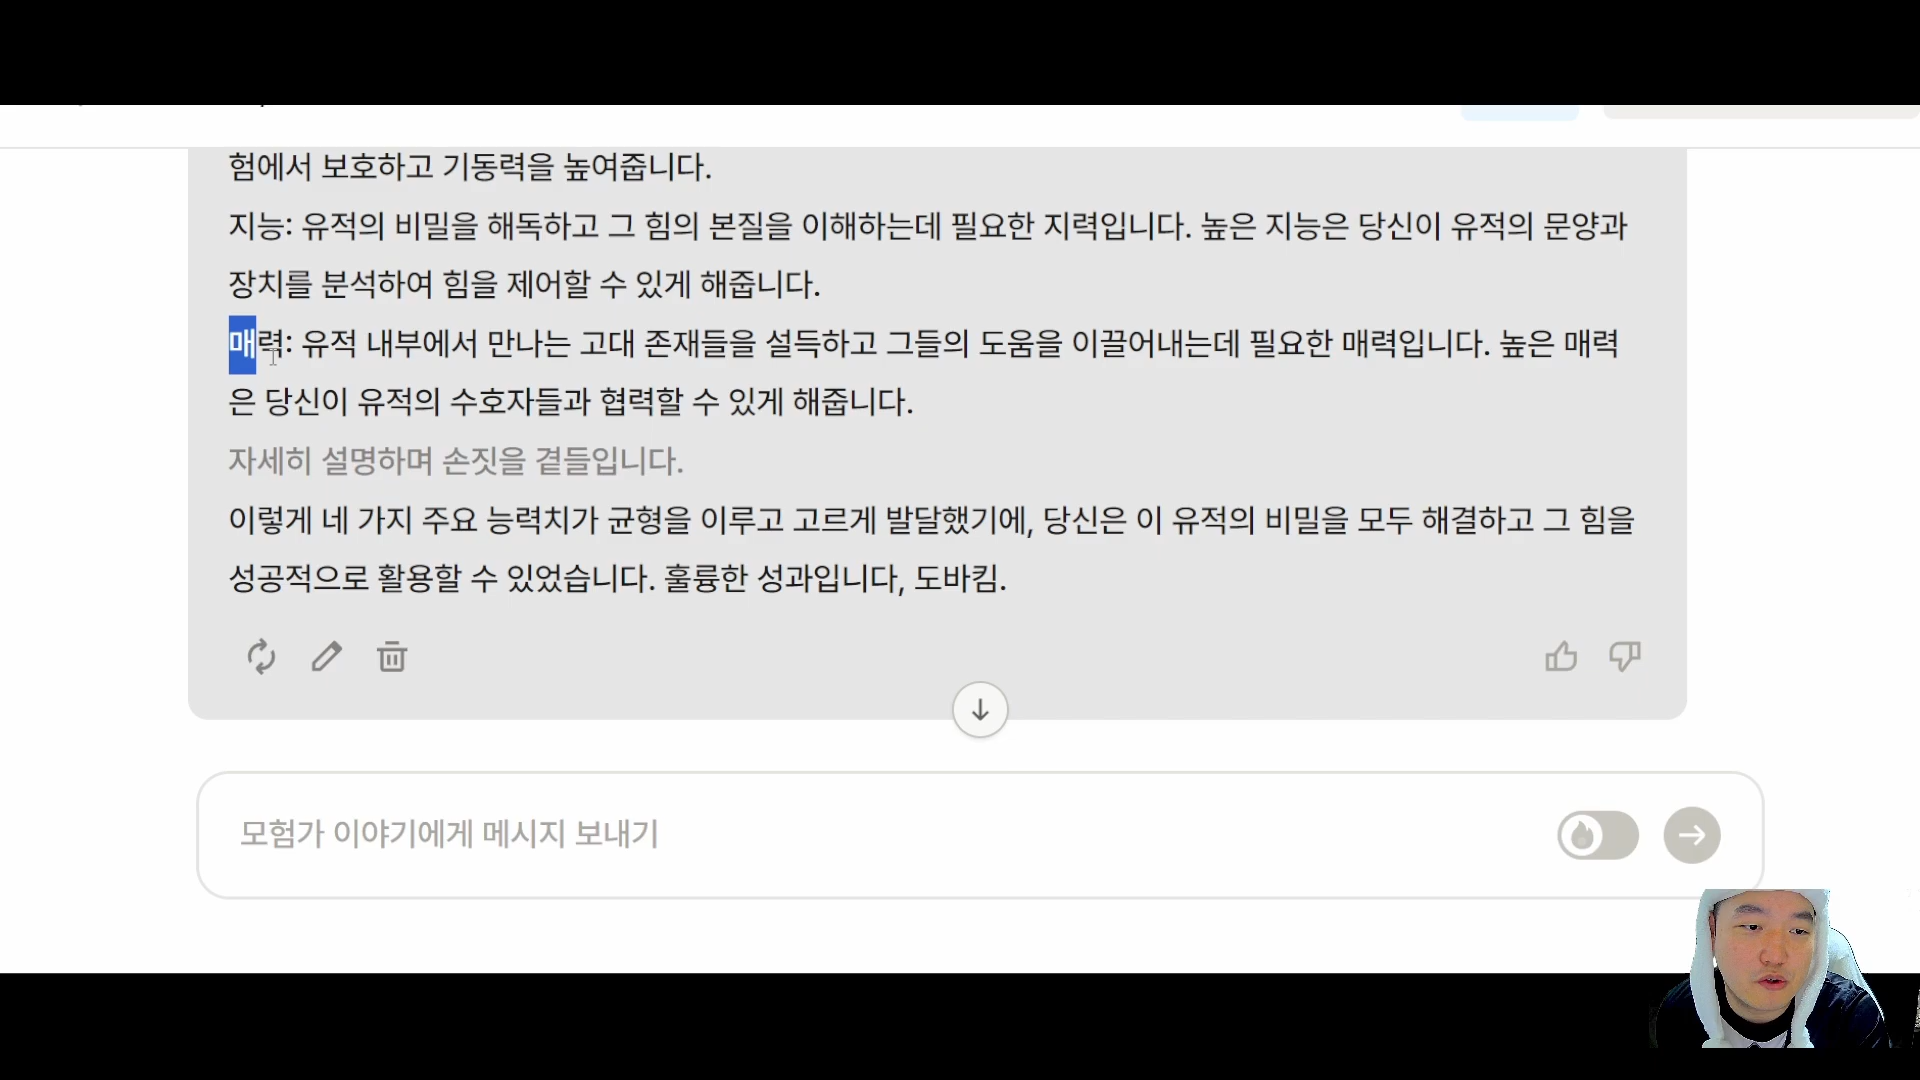 험에서 보호하고 기동력을 높여줍니다.
지능: 유적의 비밀을 해독하고 그 힘의 본질을 이해하는데 필요한 지력입니다. 높은 지능은 당신이 유적의 문양과
장치를 분석하여 힘을 제어할 수 있게 해줍니다.
매력: 유적 내부에서 만나는 고대 존재들을 설득하고 그들의 도움을 이끌어내는데 필요한 매력입니다. 높은 매력
은 당신이 유적의 수호자들과 협력할 수 있게 해줍니다.
자세히 설명하며 손짓을 곁들입니다.
이렇게 네 가지 주요 능력치가 균형을 이루고 고르게 발달했기에, 당신은 이 유적의 비밀을 모두 해결하고 그 힘을
성공적으로 활용할 수 있었습니다. 훌륭한 성과입니다, 도바킴.
모험가 이야기에게 메시지 보내기